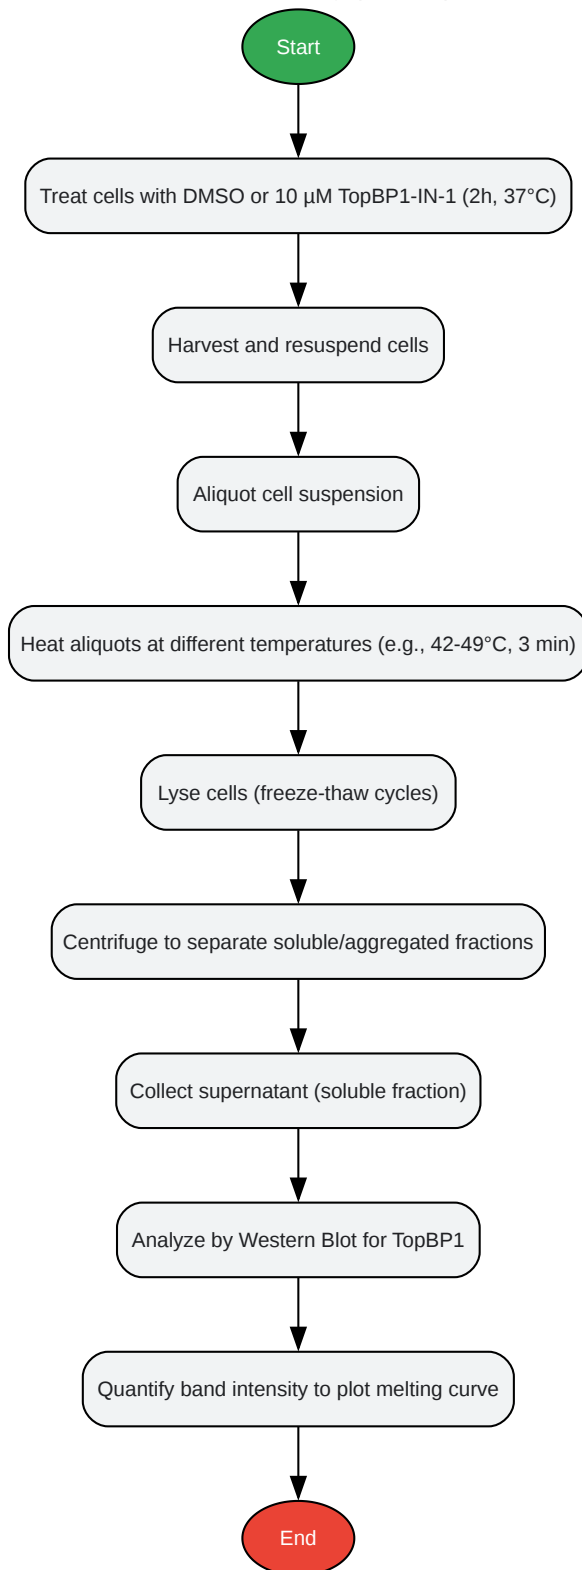 Start
Treat cells with DMSO or 10 µM TopBP1-IN-1 (2h, 37°C)
Harvest and resuspend cells
Aliquot cell suspension
Heat aliquots at different temperatures (e.g., 42-49°C, 3 min)
Lyse cells (freeze-thaw cycles)
Centrifuge to separate soluble/aggregated fractions
Collect supernatant (soluble fraction)
Analyze by Western Blot for TopBP1
Quantify band intensity to plot melting curve
End